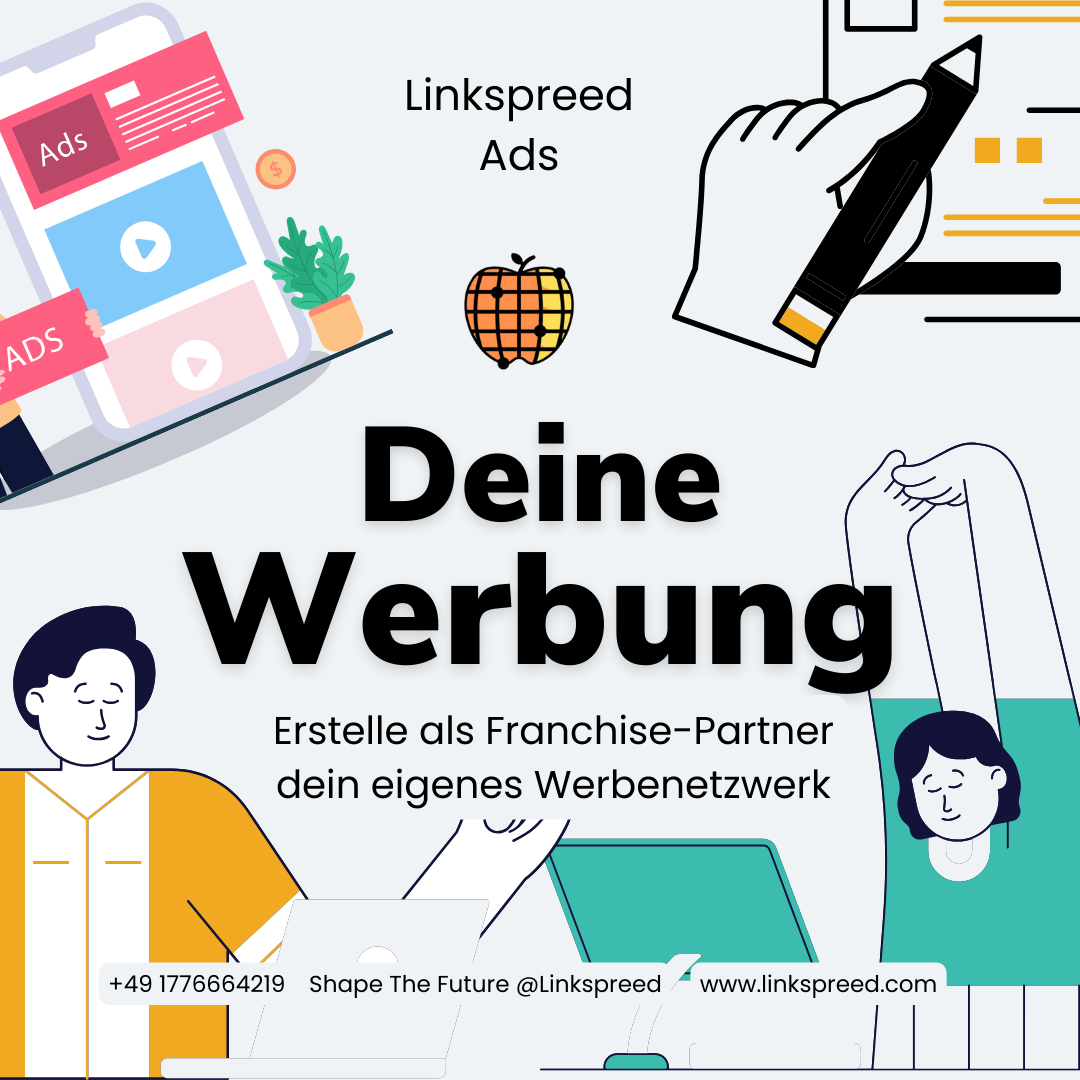 Linkspreed
Ads
Ads
ADS
Deine
Werbung
Erstelle als Franchise-Partner
dein eigenes Werbenetzwerk
+49 1776664219 Shape The Future @Linkspreed www.linkspreed.com